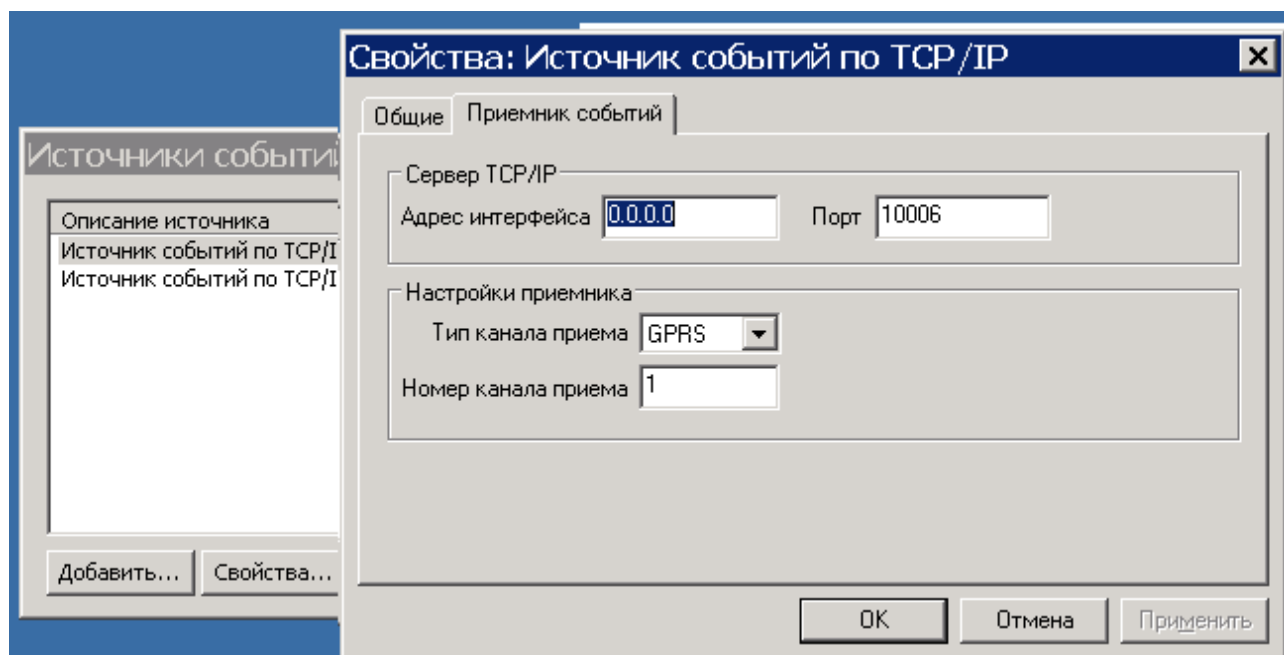 Свойства: Источник событий по TCP/IP
Общие
Приемник событий
Источники событий
Сервер TCP/IP
Описание источника
Адрес интерфейса 0.0.0.0 Порт 10006
Источник событий по TCP/I
Источник событий по TCP/I
Настройки приемника
Тип канала приема GPRS
Номер канала приема 1
Добавить... Свойства...
OK Отмена Применить